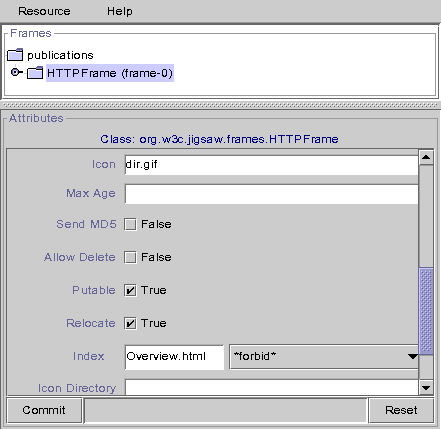 Resource Help
Frames
publications
HTTPFrame (frame-0)
Attributes
Class: org.w3c.jigsaw.frames.HTTPFrame
Icon dir.gif
Max Age
Send MD5 False
Allow Delete False
Putable True
Relocate True
Index Overview.html *forbid*
Icon Directory
Commit Reset